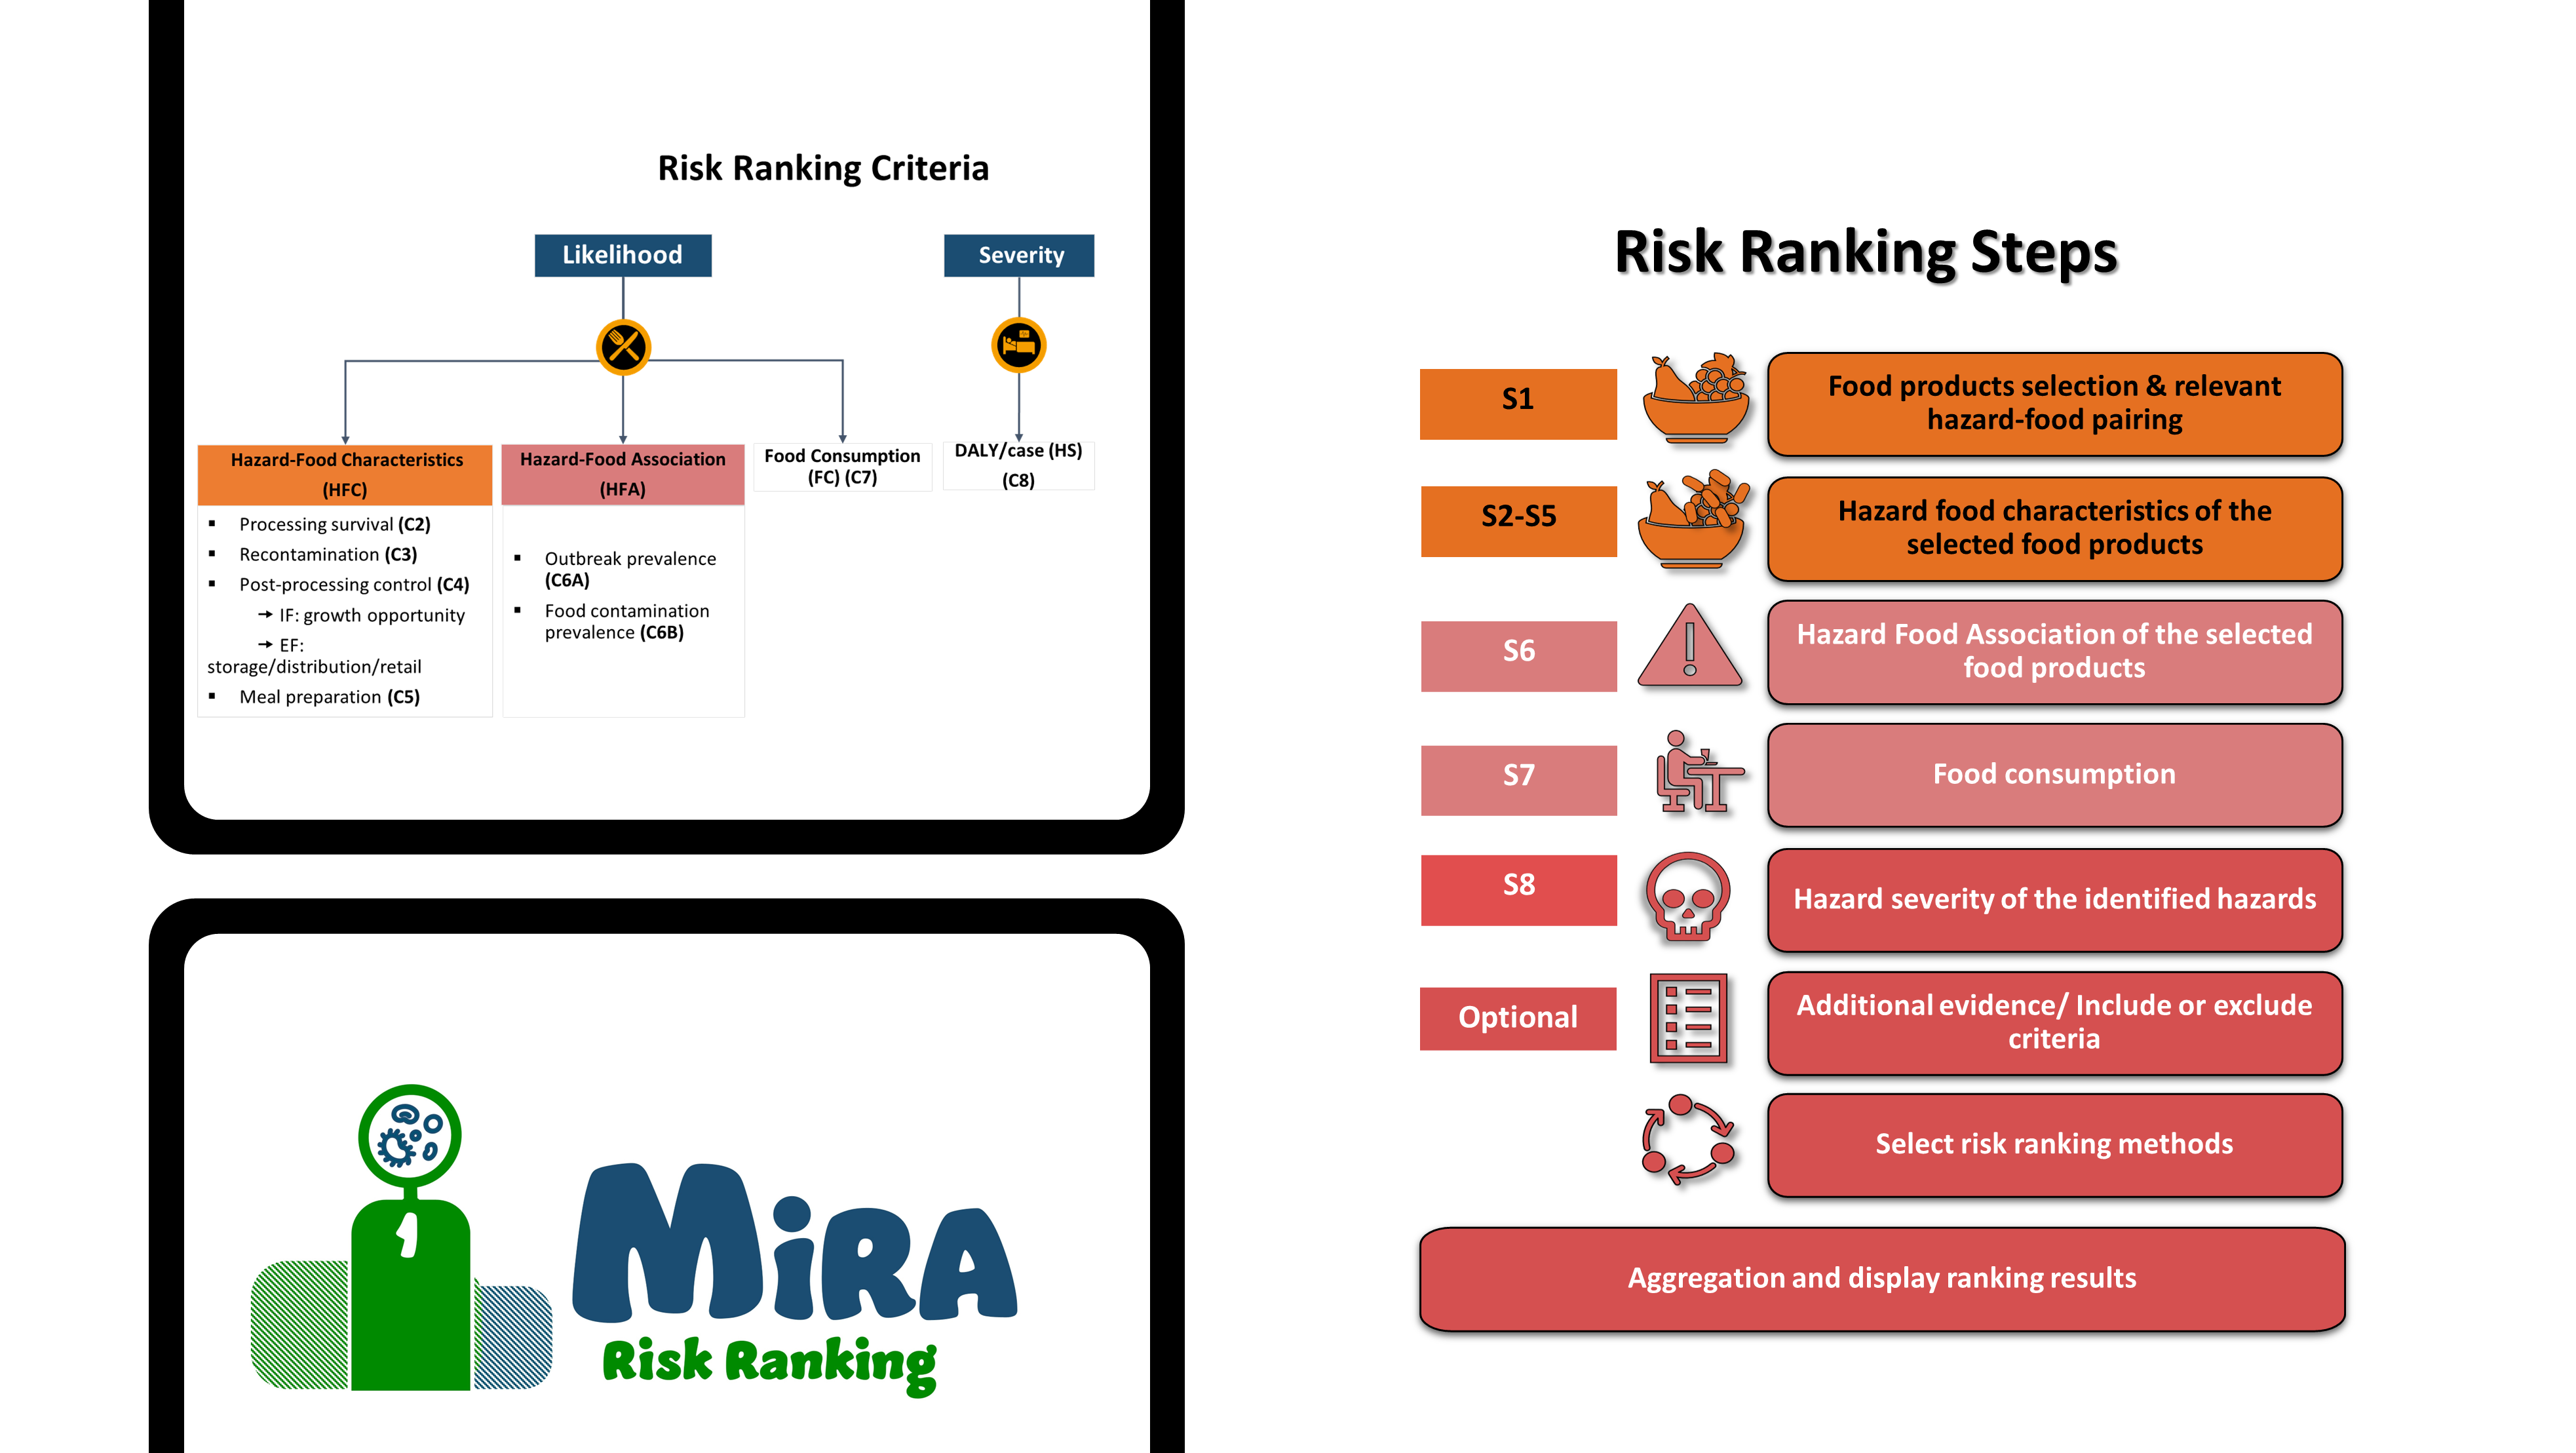 Risk Ranking Criteria
Likelihood
Severity
Hazard-Food Characteristics
(HFC)
▪ Processing survival (C2)
▪ Recontamination (C3)
▪ Post-processing control (C4)
→ IF: growth opportunity
→ EF:
storage/distribution/retail
▪ Meal preparation (C5)
Hazard-Food Association
(HFA)
▪ Outbreak prevalence
(C6A)
▪ Food contamination
prevalence (C6B)
Food Consumption
(FC) (C7)
DALY/case (HS)
(C8)
1
MiRA
Risk Ranking
Risk Ranking Steps
S1
Food products selection & relevant
hazard-food pairing
S2-S5
Hazard food characteristics of the
selected food products
S6
Hazard Food Association of the selected
food products
S7
Food consumption
S8
Hazard severity of the identified hazards
Optional
Additional evidence/ Include or exclude
criteria
Select risk ranking methods
Aggregation and display ranking results